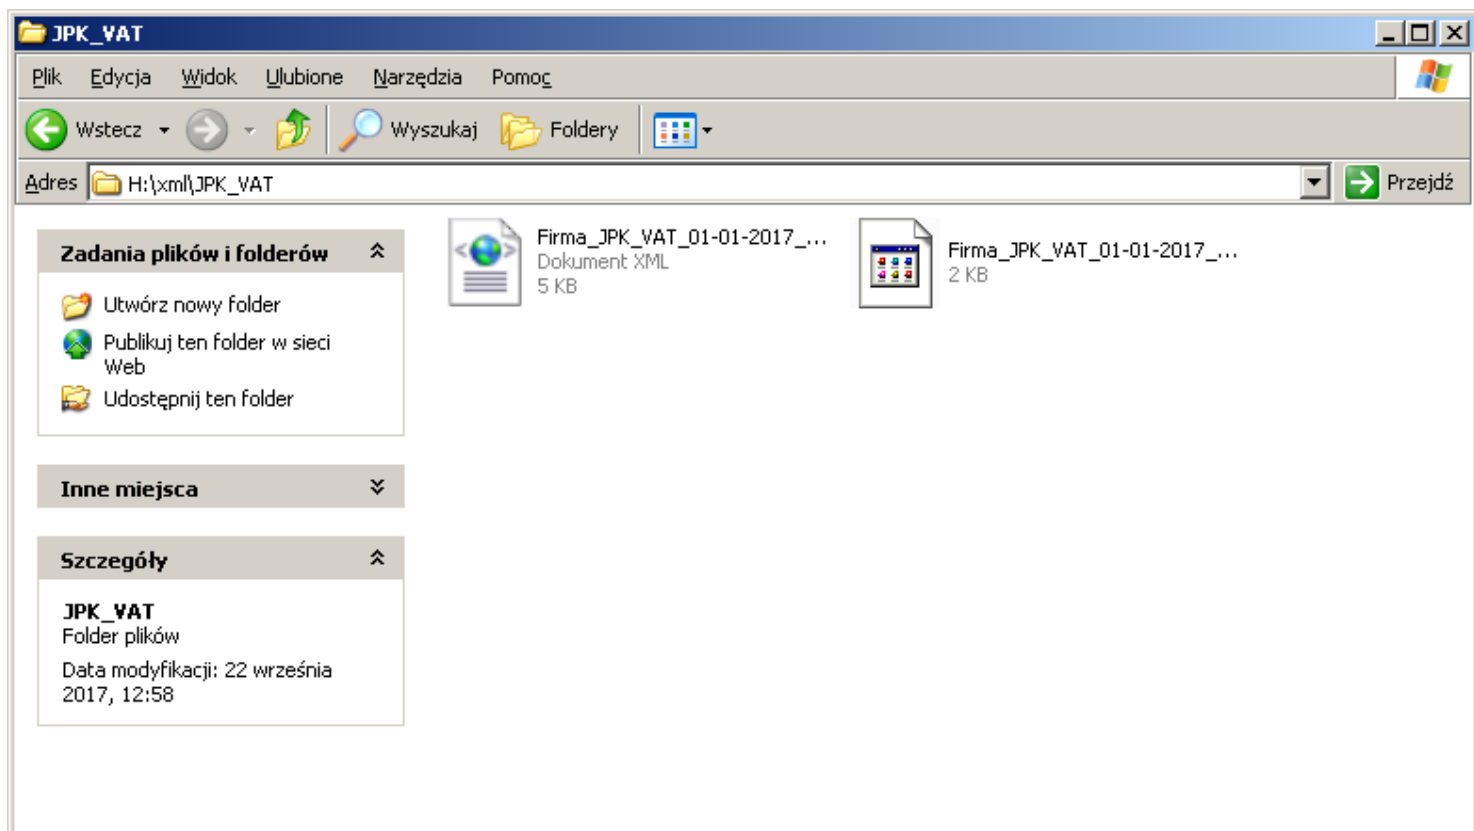 JPK_VAT
Plik Edycja Widok Ulubione Narzędzia Pomoc
Wstecz Wyszukaj Foldery
Adres H:\xml\JPK_VAT Przejdź
Zadania plików i folderów
Utwórz nowy folder
Publikuj ten folder w sieci
Web
Udostępnij ten folder
Inne miejsca
Szczegóły
JPK_VAT
Folder plików
Data modyfikacji: 22 września
2017, 12:58
Firma_JPK_VAT_01-01-2017_...
Dokument XML
5 KB
Firma_JPK_VAT_01-01-2017_...
2 KB